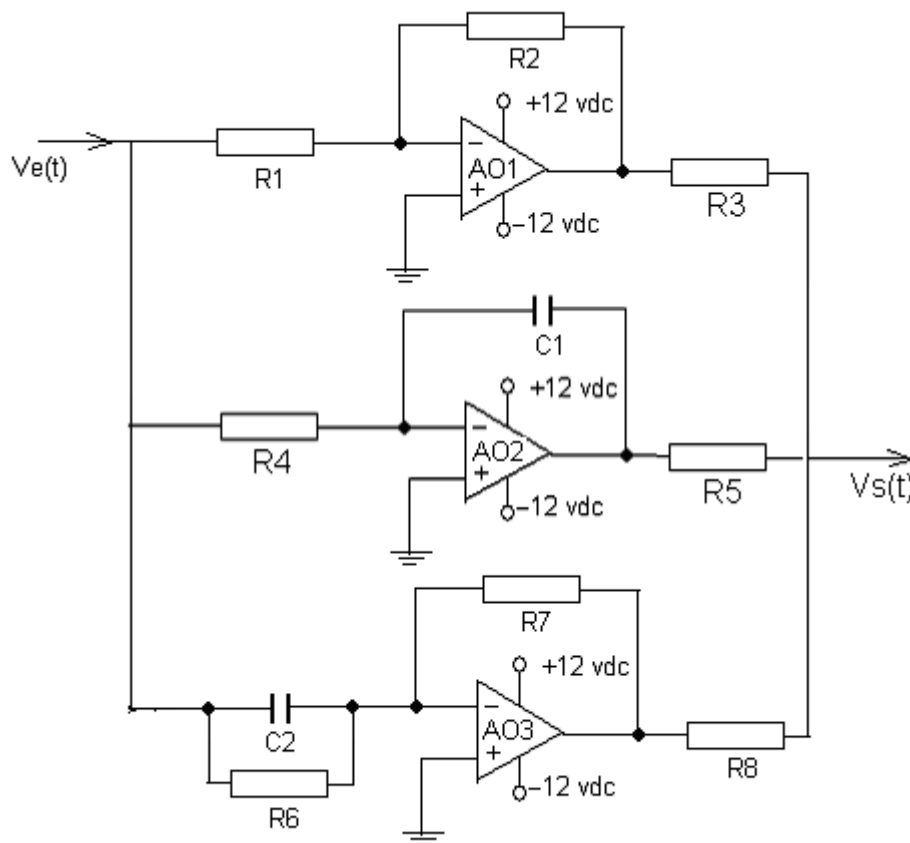 R2
+12 vdc
Ve(t)
R1
−
AO1
+
R3
−12 vdc
C1
+12 vdc
R4
−
AO2
+
R5
Vs(t)
−12 vdc
R7
+12 vdc
C2
−
AO3
+
R8
−12 vdc
R6